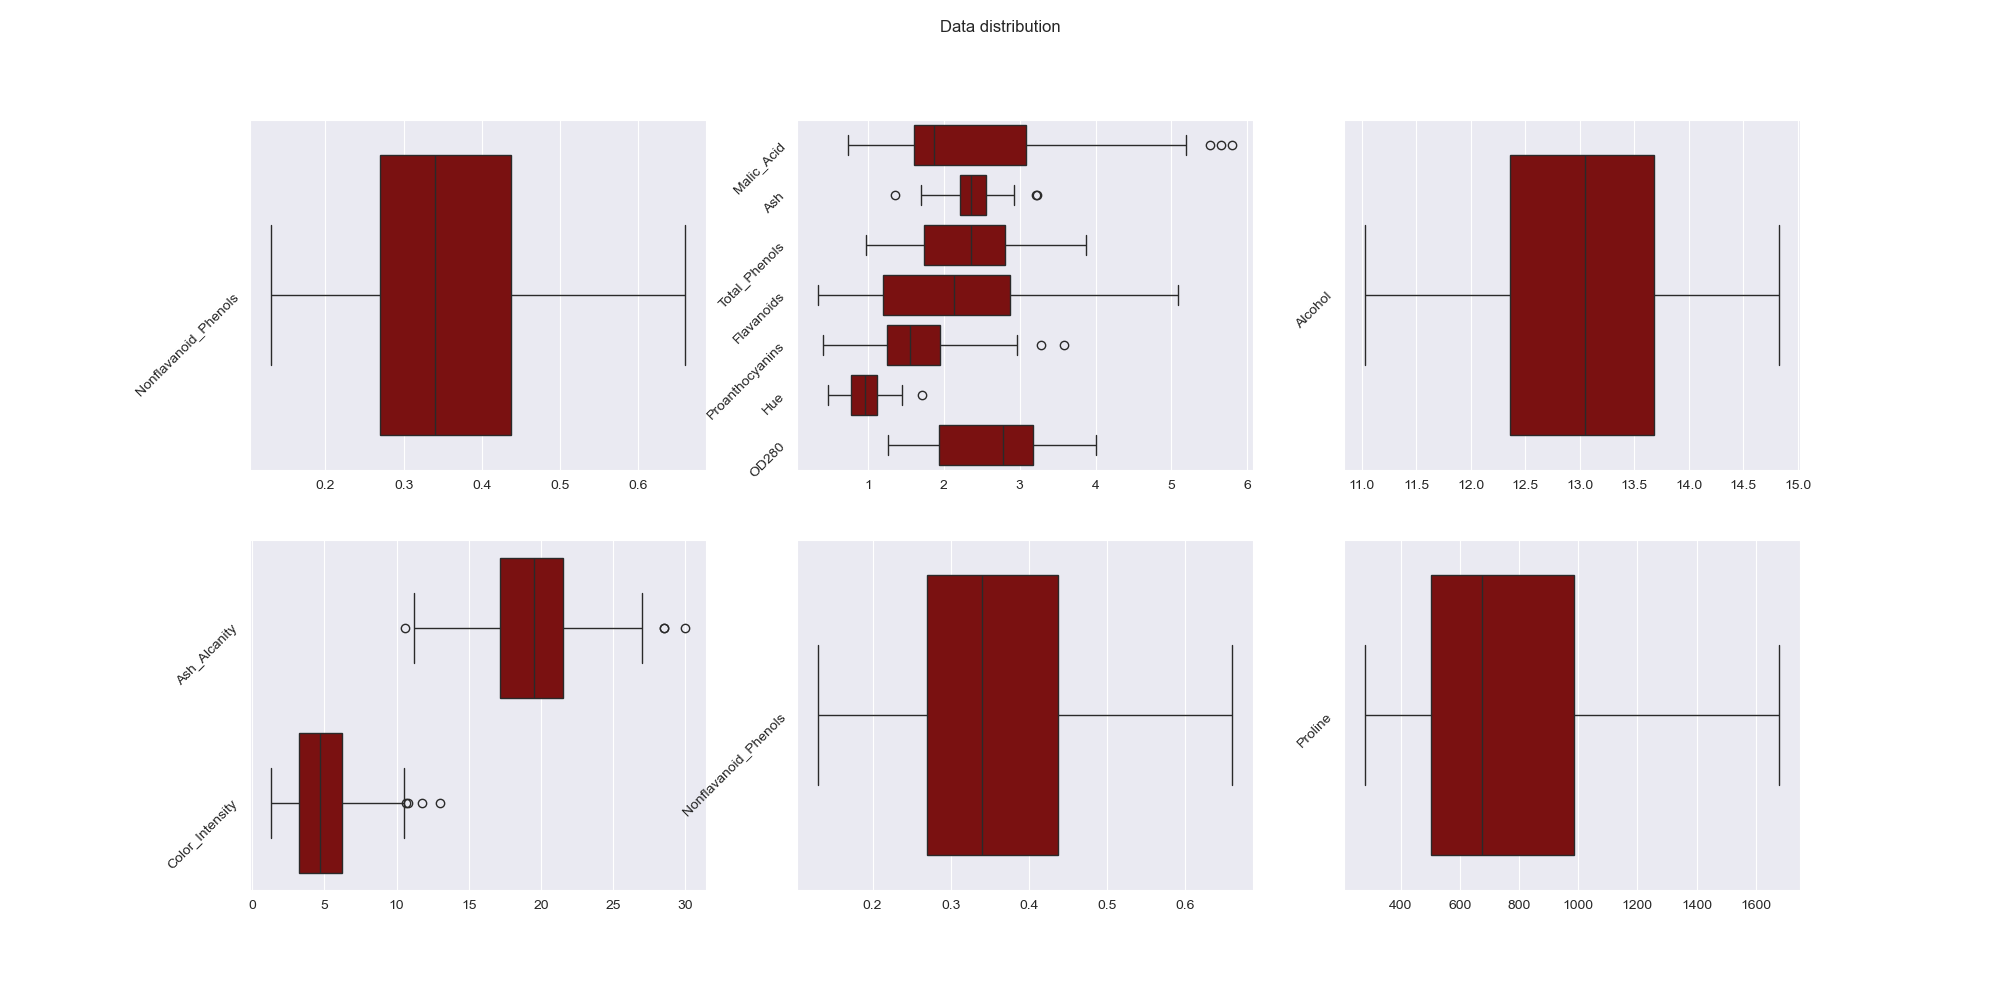 Data distribution
Nonflavanoid_Phenols
0.2 0.3 0.4 0.5 0.6
Malic_Acid
Ash
Total_Phenols
Flavanoids
Proanthocyanins
Hue
OD280
1 2 3 4 5 6
Alcohol
11.0 11.5 12.0 12.5 13.0 13.5 14.0 14.5 15.0
Ash_Alcanity
Color_Intensity
0 5 10 15 20 25 30
Nonflavanoid_Phenols
0.2 0.3 0.4 0.5 0.6
Proline
400 600 800 1000 1200 1400 1600